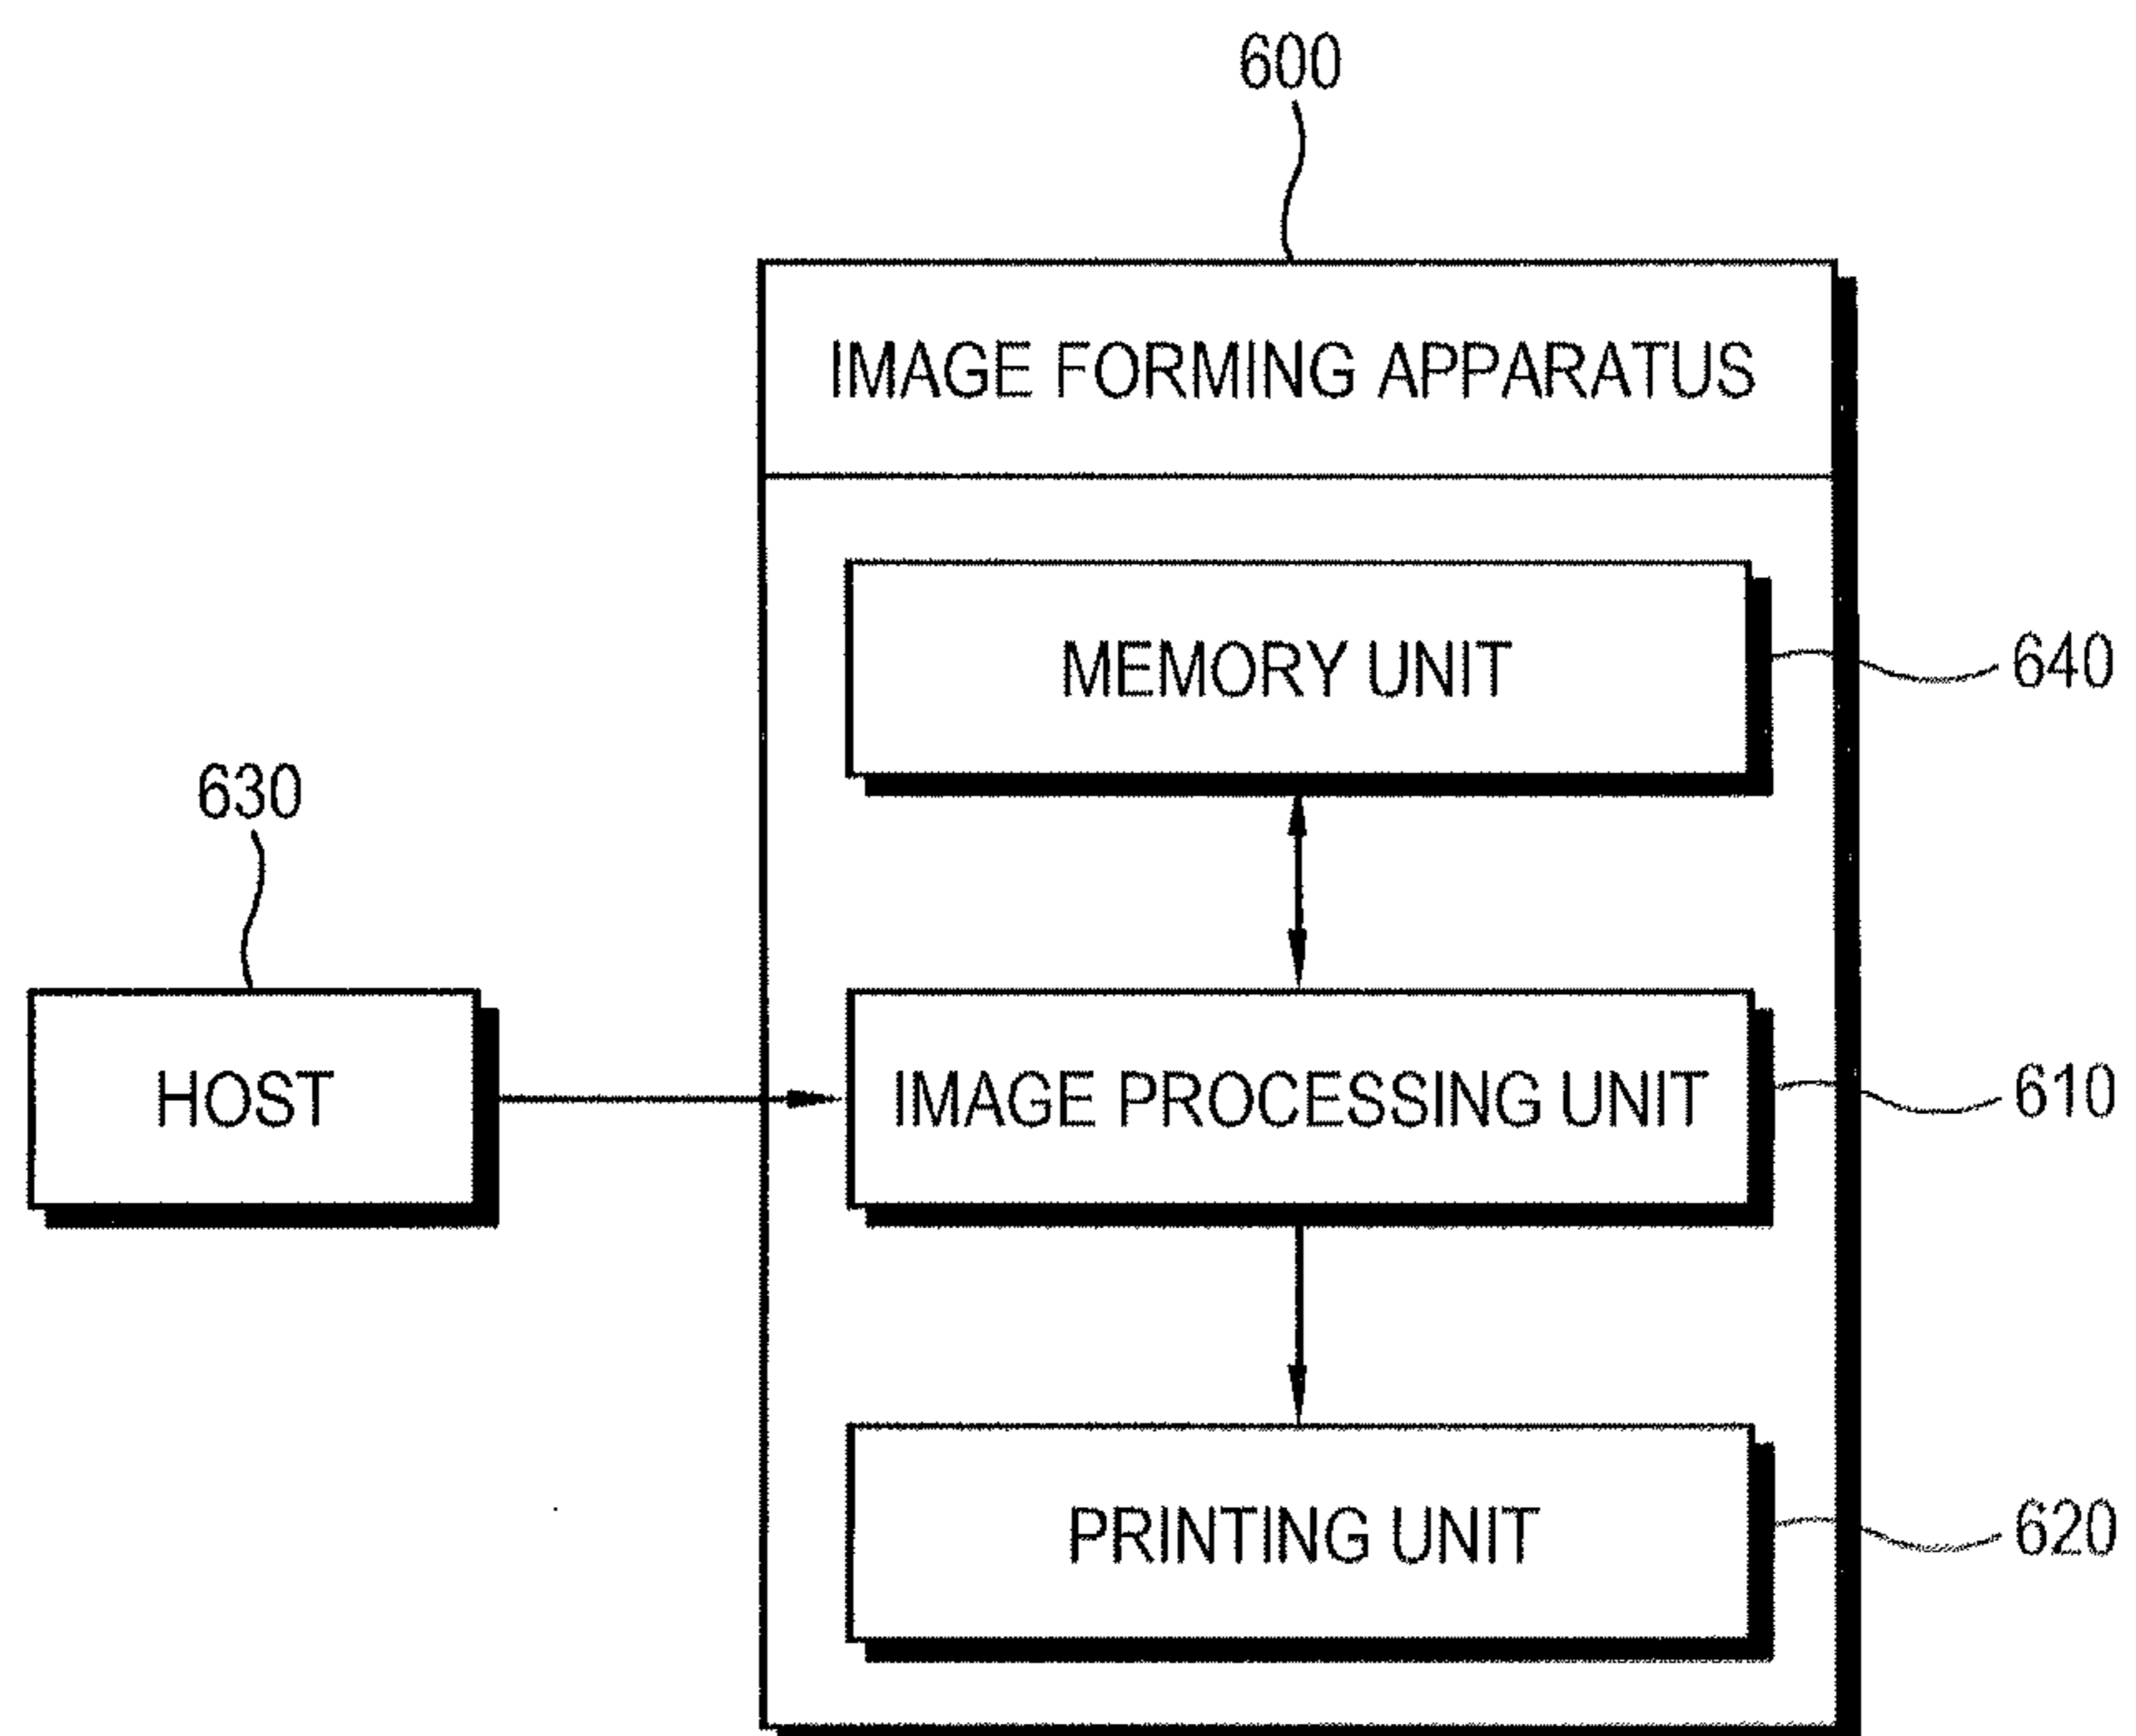 600
IMAGE FORMING APPARATUS
MEMORY UNIT
640
630
HOST
IMAGE PROCESSING UNIT
610
PRINTING UNIT
620